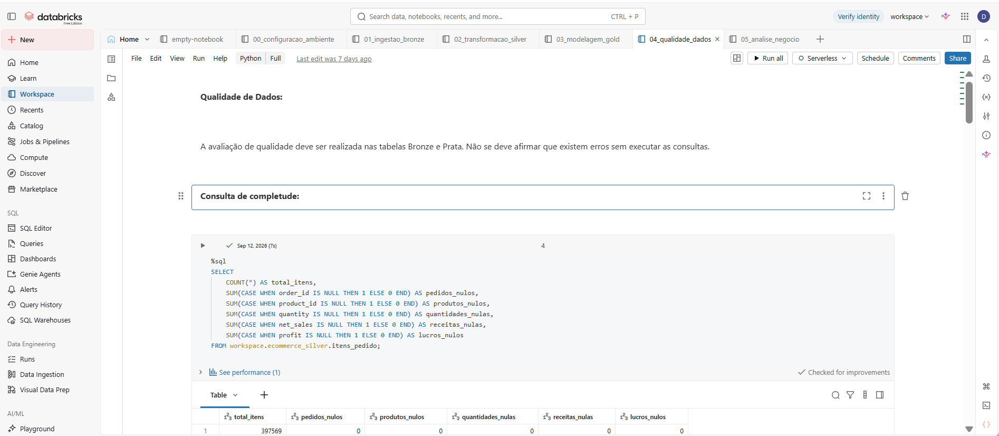 databricks
Free Edition
Search data, notebooks, recents, and more...
CTRL + P
Verify identity
workspace
D
New
Home
empty-notebook
00_configuracao_ambiente
01_ingestao_bronze
02_transformacao_silver
03_modelagem_gold
04_qualidade_dados
05_analise_negocio
File
Edit
View
Run
Help
Python
Full
Last edit was 7 days ago
Run all
Serverless
Schedule
Comments
Share
Home
Learn
Workspace
Recents
Catalog
Jobs & Pipelines
Compute
Discover
Marketplace
SQL
SQL Editor
Queries
Dashboards
Genie Agents
Alerts
Query History
SQL Warehouses
Data Engineering
Runs
Data Ingestion
Visual Data Prep
AI/ML
Playground
Qualidade de Dados:
A avaliação de qualidade deve ser realizada nas tabelas Bronze e Prata. Não se deve afirmar que existem erros sem executar as consultas.
Consulta de completude:
Sep 12, 2026 (7s)
4
%sql
SELECT
COUNT(*) AS total_itens,
SUM(CASE WHEN order_id IS NULL THEN 1 ELSE 0 END) AS pedidos_nulos,
SUM(CASE WHEN product_id IS NULL THEN 1 ELSE 0 END) AS produtos_nulos,
SUM(CASE WHEN quantity IS NULL THEN 1 ELSE 0 END) AS quantidades_nulas,
SUM(CASE WHEN net_sales IS NULL THEN 1 ELSE 0 END) AS receitas_nulas,
SUM(CASE WHEN profit IS NULL THEN 1 ELSE 0 END) AS lucros_nulos
FROM workspace.ecommerce_silver.itens_pedido;
See performance (1)
Checked for improvements
Table
total_itens
pedidos_nulos
produtos_nulos
quantidades_nulas
receitas_nulas
lucros_nulos
1
397569
0
0
0
0
0